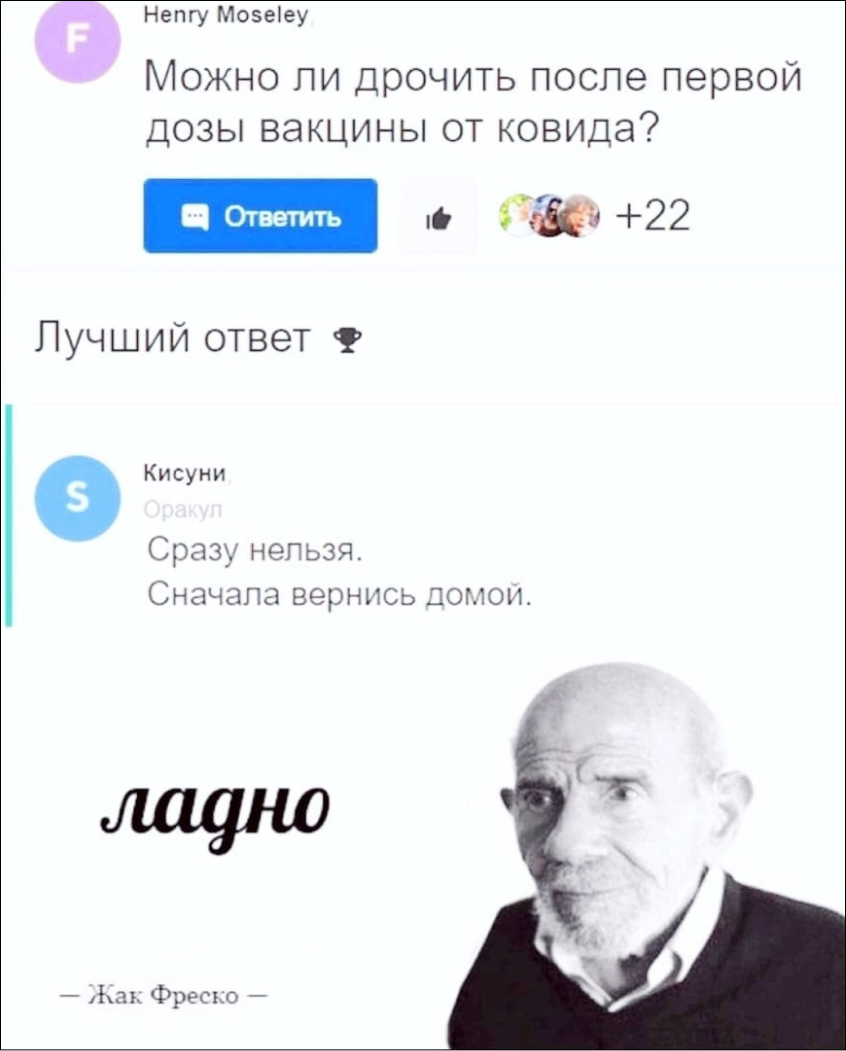 F
Henry Moseley,
Можно ли дрочить после первой
дозы вакцины от ковида?
Ответить
+22
Лучший ответ
S
Кисуни,
Оракул
Сразу нельзя.
Сначала вернись домой.
ладно
— Жак Фреско —